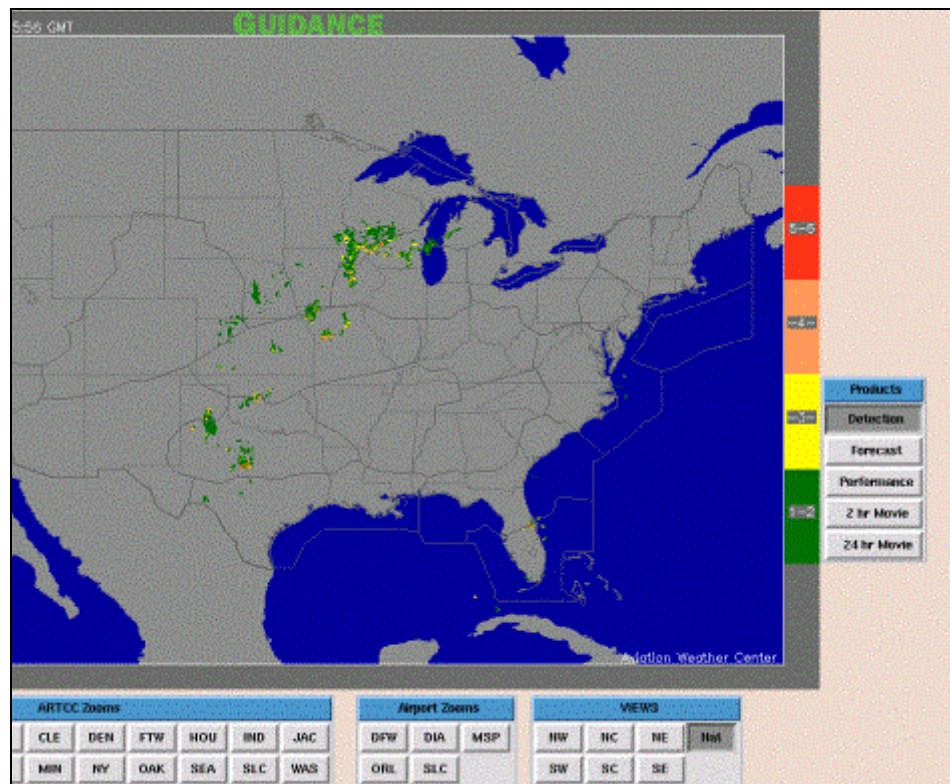 5:56 GMT
GUIDANCE
5-6
-4-
-3-
1-2
Products
Detection
Forecast
Performance
2 hr Movie
24 hr Movie
Aviation Weather Center
ARTCC Zooms
CLE DEN FTW HOU IND JAC
MIN NY OAK SEA SLC WAS
Airport Zooms
DFW DIA MSP
ORL SLC
VIEWS
NW NC NE Nat
SW SC SE